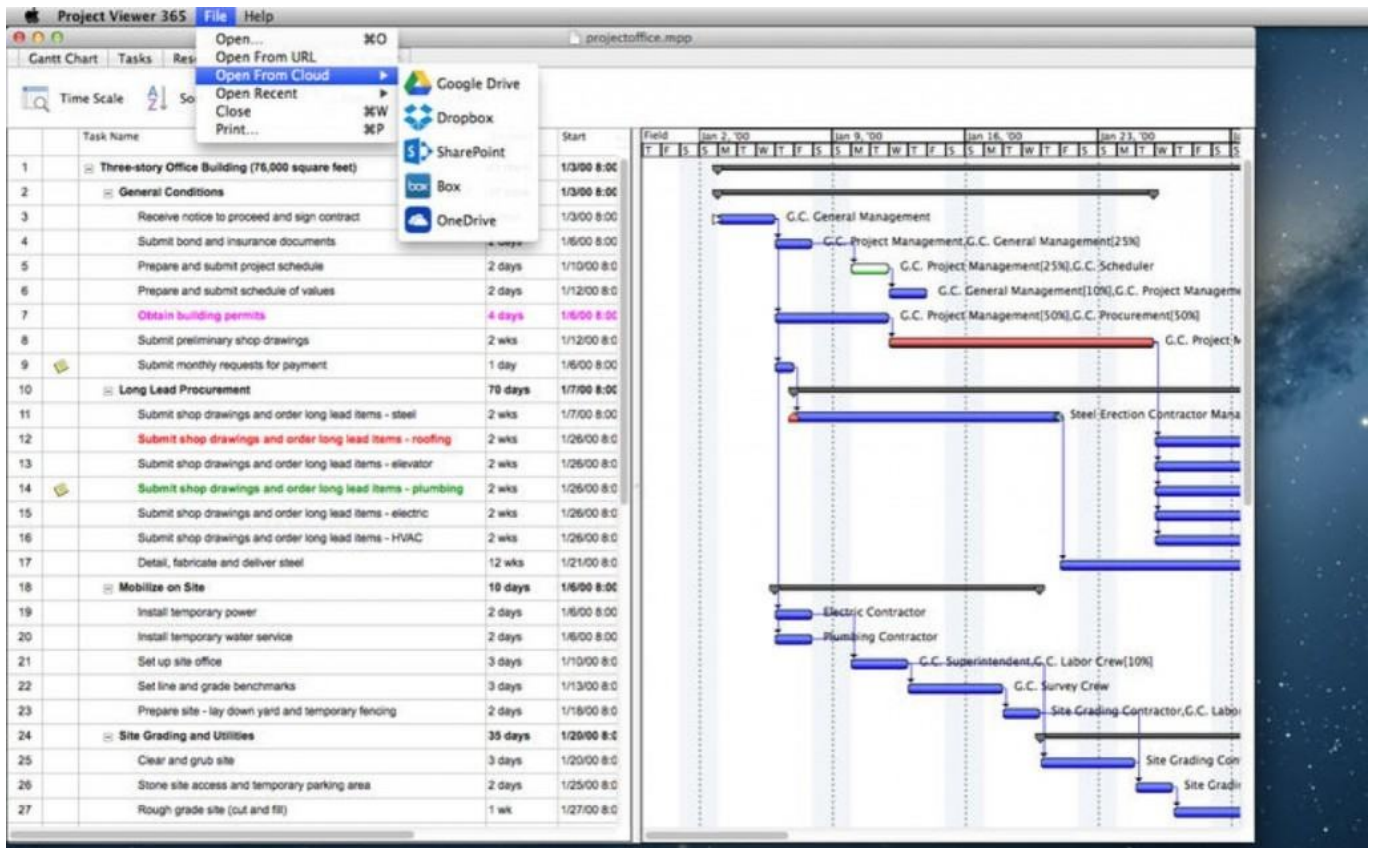 Project Viewer 365 File Help
projectoffice.mpp
Open... ⌘O
Open From URL
Open From Cloud
Open Recent
Close ⌘W
Print... ⌘P
Google Drive
Dropbox
SharePoint
Box
OneDrive
Gantt Chart Tasks Res
Time Scale So
Task Name Start
1 Three-story Office Building (76,000 square feet) 1/3/00 8:00
2 General Conditions 1/3/00 8:00
3 Receive notice to proceed and sign contract 1/3/00 8:00
4 Submit bond and insurance documents 2 days 1/6/00 8:00
5 Prepare and submit project schedule 2 days 1/10/00 8:0
6 Prepare and submit schedule of values 2 days 1/12/00 8:0
7 Obtain building permits 4 days 1/6/00 8:00
8 Submit preliminary shop drawings 2 wks 1/12/00 8:0
9 Submit monthly requests for payment 1 day 1/6/00 8:00
10 Long Lead Procurement 70 days 1/7/00 8:00
11 Submit shop drawings and order long lead items - steel 2 wks 1/7/00 8:00
12 Submit shop drawings and order long lead items - roofing 2 wks 1/26/00 8:0
13 Submit shop drawings and order long lead items - elevator 2 wks 1/26/00 8:0
14 Submit shop drawings and order long lead items - plumbing 2 wks 1/26/00 8:0
15 Submit shop drawings and order long lead items - electric 2 wks 1/26/00 8:0
16 Submit shop drawings and order long lead items - HVAC 2 wks 1/26/00 8:0
17 Detail, fabricate and deliver steel 12 wks 1/21/00 8:0
18 Mobilize on Site 10 days 1/6/00 8:00
19 Install temporary power 2 days 1/6/00 8:00
20 Install temporary water service 2 days 1/6/00 8:00
21 Set up site office 3 days 1/10/00 8:0
22 Set line and grade benchmarks 3 days 1/13/00 8:0
23 Prepare site - lay down yard and temporary fencing 2 days 1/18/00 8:0
24 Site Grading and Utilities 35 days 1/20/00 8:0
25 Clear and grub site 3 days 1/20/00 8:0
26 Stone site access and temporary parking area 2 days 1/25/00 8:0
27 Rough grade site (cut and fill) 1 wk 1/27/00 8:0
Field Jan 2, '00 Jan 9, '00 Jan 16, '00 Jan 23, '00
T F S S M T W T F S S M T W T F S S M T W T F S S M T W T F S S
G.C. General Management
G.C. Project Management,G.C. General Management[25%]
G.C. Project Management[25%],G.C. Scheduler
G.C. General Management[10%],G.C. Project Managem
G.C. Project Management[50%],G.C. Procurement[50%]
G.C. Project M
Steel Erection Contractor Mana
Electric Contractor
Plumbing Contractor
G.C. Superintendent,G.C. Labor Crew[10%]
G.C. Survey Crew
Site Grading Contractor,G.C. Labo
Site Grading Con
Site Gradi